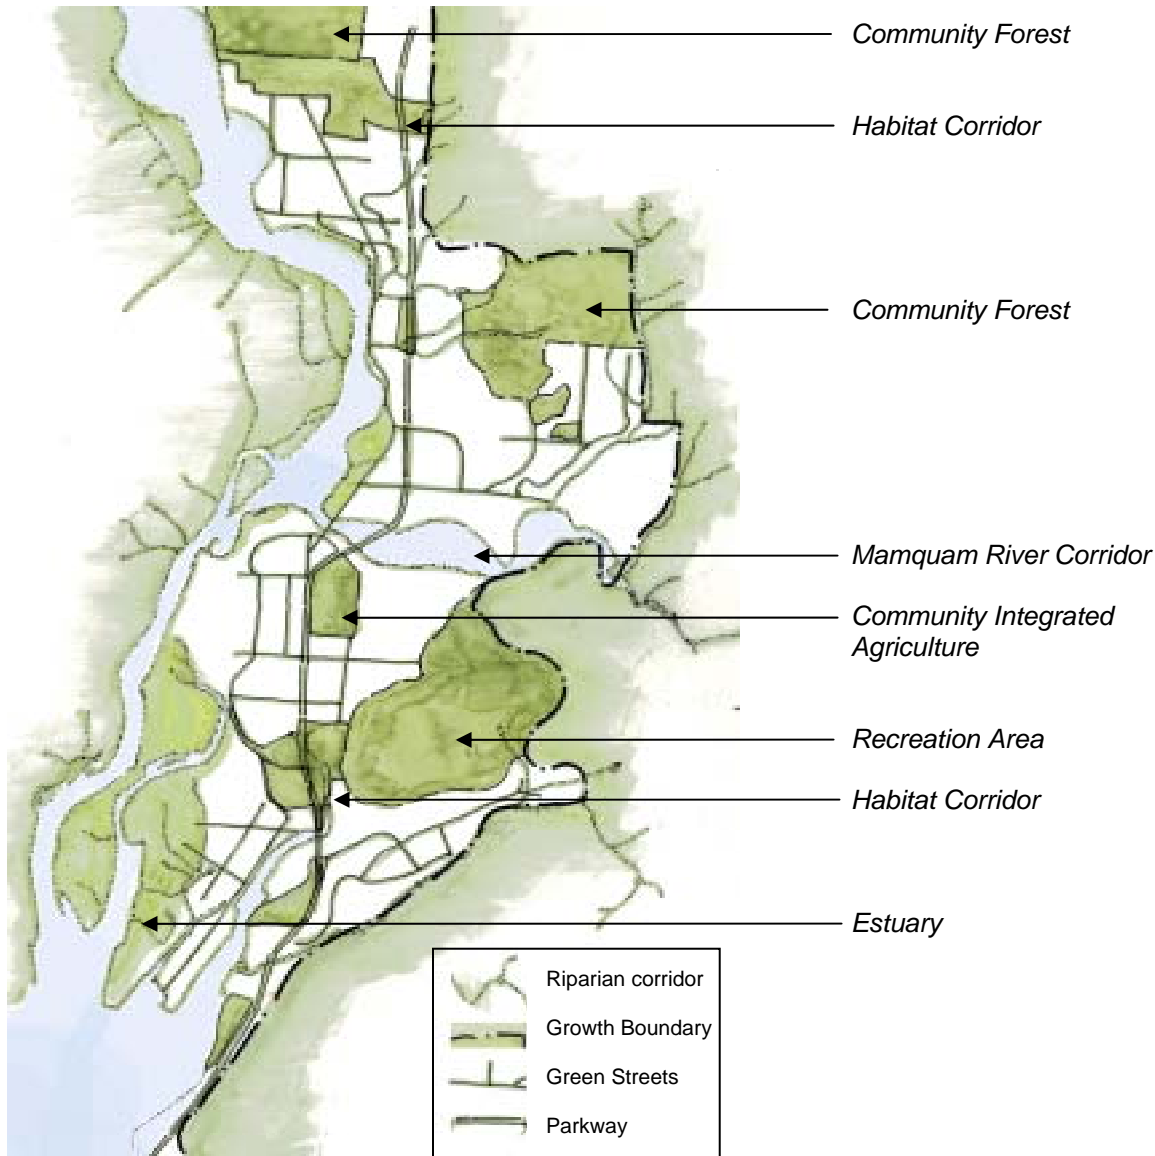 Community Forest
Habitat Corridor
Community Forest
Mamquam River Corridor
Community Integrated
Agriculture
Recreation Area
Habitat Corridor
Estuary
Riparian corridor
Growth Boundary
Green Streets
Parkway